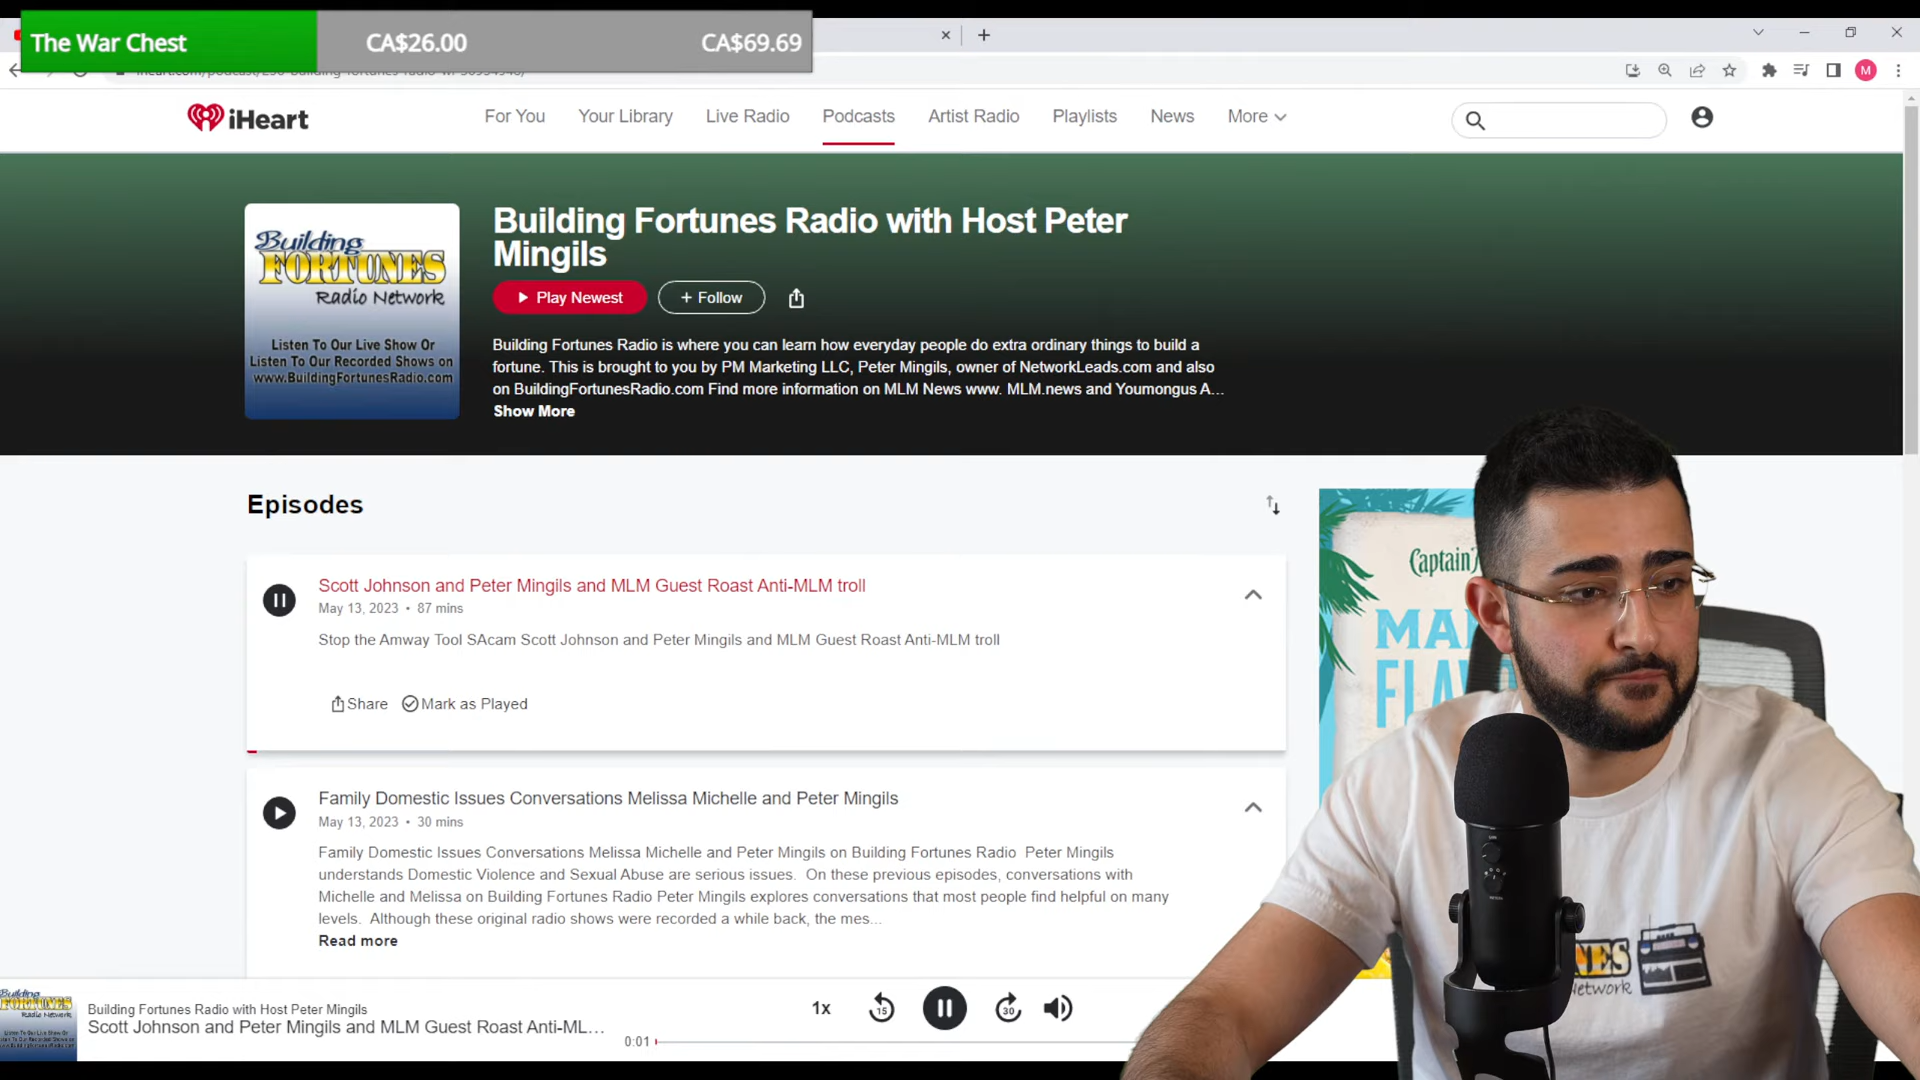 The War Chest
CA$26.00
CA$69.69
M
iHeart
For You
Your Library
Live Radio
Podcasts
Artist Radio
Playlists
News
More
Building
FORTUNES
Radio Network
Listen To Our Live Show Or
Listen To Our Recorded Shows on
www.BuildingFortunesRadio.com
Building Fortunes Radio with Host Peter
Mingils
Play Newest
+ Follow
Building Fortunes Radio is where you can learn how everyday people do extra ordinary things to build a
fortune. This is brought to you by PM Marketing LLC, Peter Mingils, owner of NetworkLeads.com and also
on BuildingFortunesRadio.com Find more information on MLM News www. MLM.news and Youmongus A...
Show More
Episodes
Scott Johnson and Peter Mingils and MLM Guest Roast Anti-MLM troll
May 13, 2023 • 87 mins
Stop the Amway Tool SAcam Scott Johnson and Peter Mingils and MLM Guest Roast Anti-MLM troll
Share
Mark as Played
Captain
Family Domestic Issues Conversations Melissa Michelle and Peter Mingils
May 13, 2023 • 30 mins
Family Domestic Issues Conversations Melissa Michelle and Peter Mingils on Building Fortunes Radio Peter Mingils
understands Domestic Violence and Sexual Abuse are serious issues. On these previous episodes, conversations with
Michelle and Melissa on Building Fortunes Radio Peter Mingils explores conversations that most people find helpful on many
levels. Although these original radio shows were recorded a while back, the mes...
Read more
Building Fortunes Radio with Host Peter Mingils
Scott Johnson and Peter Mingils and MLM Guest Roast Anti-ML...
1x
15
30
0:01